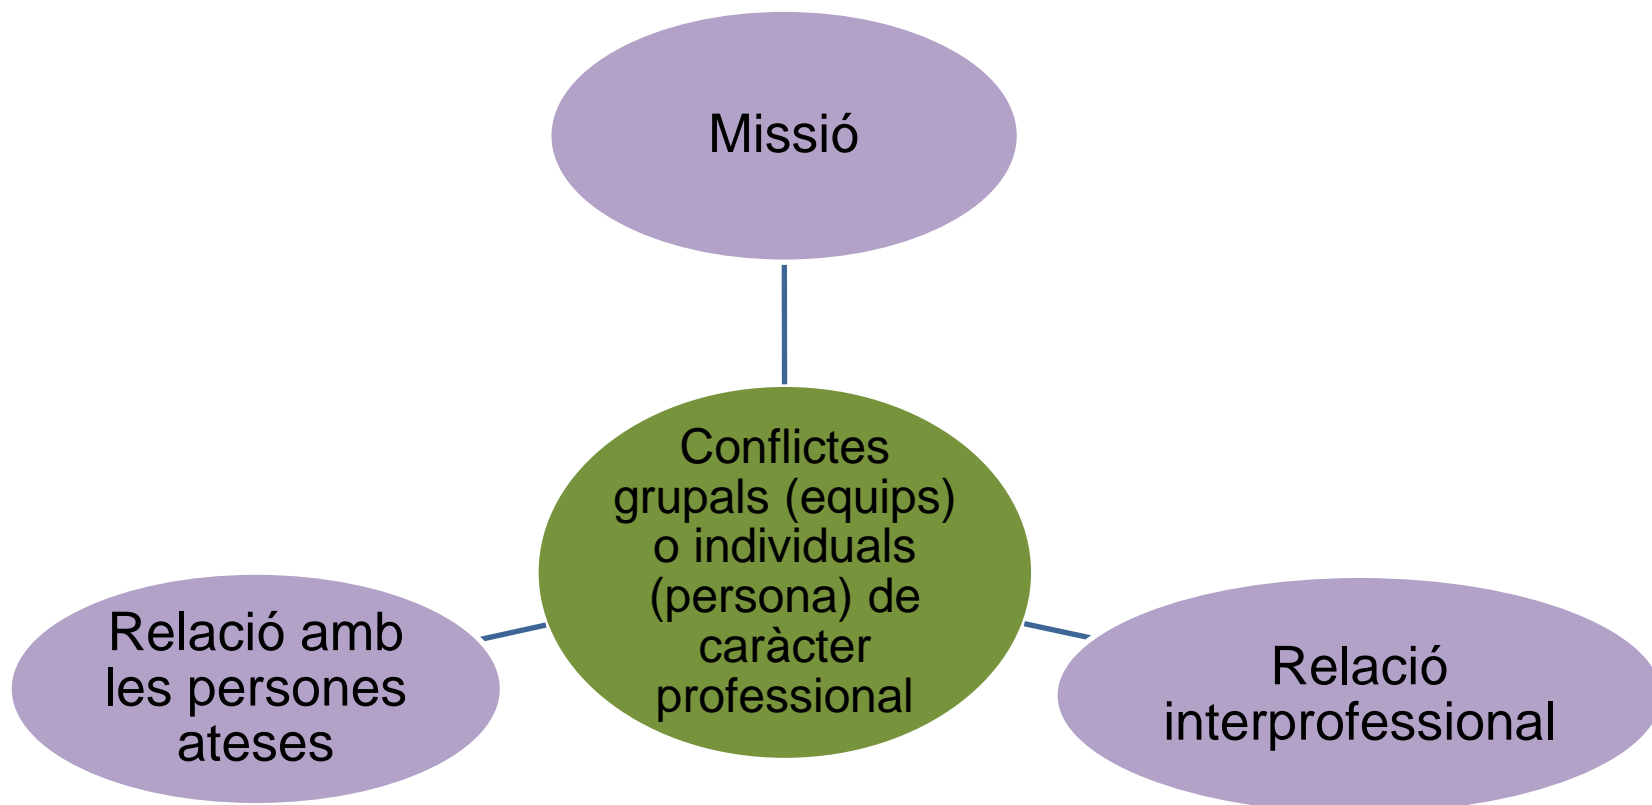 Missió
Conflictes
grupals (equips)
o individuals
(persona) de
caràcter
professional
Relació amb
les persones
ateses
Relació
interprofessional